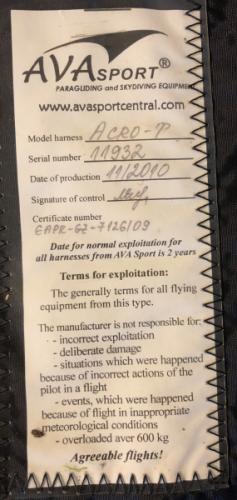 AVASPORT®
PARAGLIDING and SKYDIVING EQUIPMENT
www.avasportcentral.com
Model harness ACRO-P
Serial number 11932
Date of production 11/2010
Signature of control
Certificate number
EAPR-GZ-7126/09
Date for normal exploitation for
all harnesses from AVA Sport is 2 years
Terms for exploitation:
The generally terms for all flying
equipment from this type.
The manufacturer is not responsible for:
- incorrect exploitation
- deliberate damage
- situations which were happened
because of incorrect actions of the
pilot in a flight
- events, which were happened
because of flight in inappropriate
meteorological conditions
- overloaded aver 600 kg
Agreeable flights!